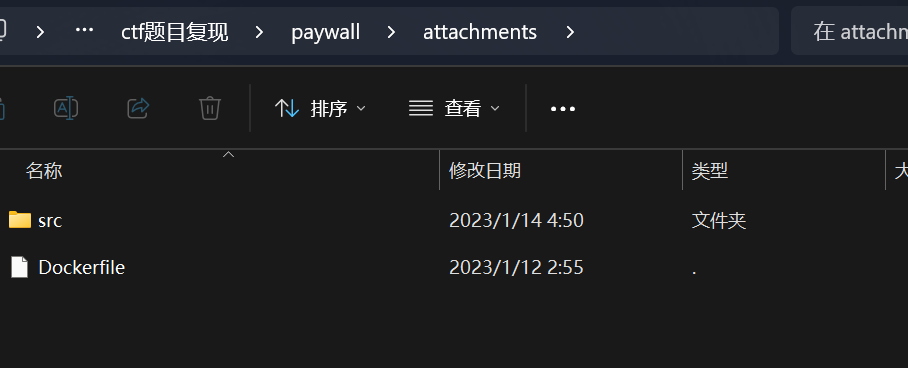 … ctf题目复现 paywall attachments 在 attachm
排序 查看
名称 修改日期 类型 大
src 2023/1/14 4:50 文件夹
Dockerfile 2023/1/12 2:55 .